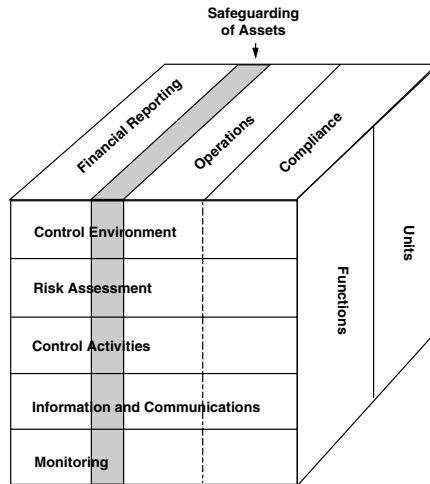 Safeguarding
of Assets
Financial Reporting
Operations
Compliance
Control Environment
Risk Assessment
Control Activities
Information and Communications
Monitoring
Functions
Units